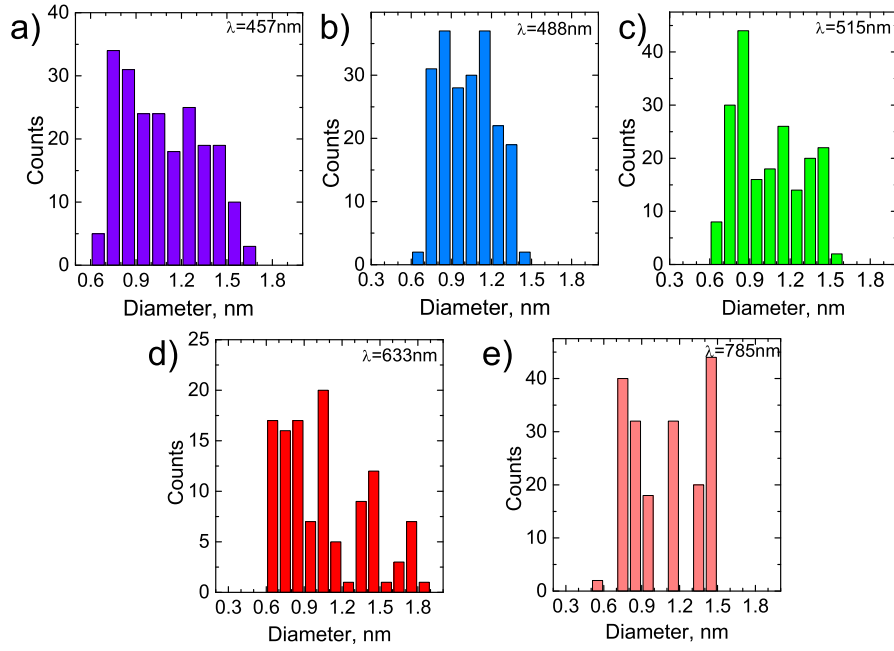 a)
λ=457nm
40
30
20
10
0
Counts
0.6 0.9 1.2 1.5 1.8
Diameter, nm
b)
λ=488nm
30
20
10
0
Counts
0.3 0.6 0.9 1.2 1.5 1.8
Diameter, nm
c)
λ=515nm
40
30
20
10
0
Counts
0.3 0.6 0.9 1.2 1.5 1.8
Diameter, nm
d)
λ=633nm
25
20
15
10
5
0
Counts
0.3 0.6 0.9 1.2 1.5 1.8
Diameter, nm
e)
λ=785nm
40
30
20
10
0
Counts
0.3 0.6 0.9 1.2 1.5 1.8
Diameter, nm